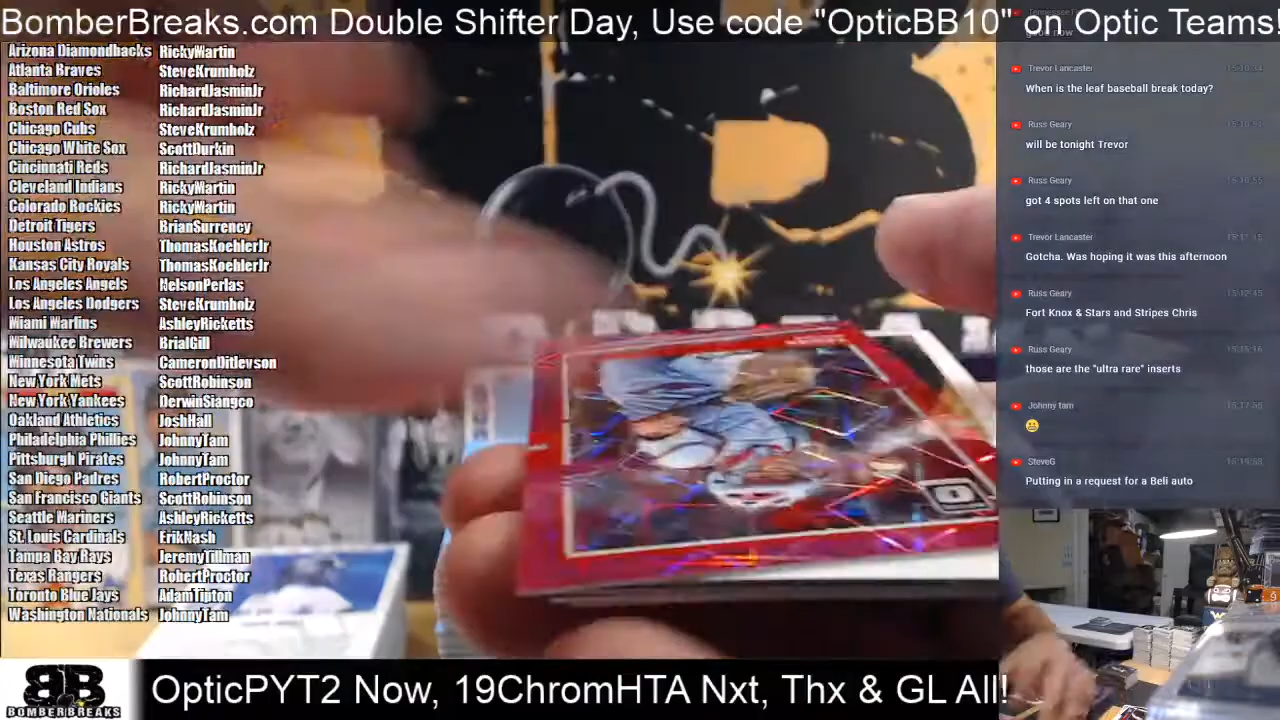 BomberBreaks.com Double Shifter Day, Use code "OpticBB10" on Optic Teams!
Arizona Diamondbacks RickyMartin
Atlanta Braves SteveKrumholz
Baltimore Orioles RichardJasminJr
Boston Red Sox RichardJasminJr
Chicago Cubs SteveKrumholz
Chicago White Sox ScottDurkin
Cincinnati Reds RichardJasminJr
Cleveland Indians RickyMartin
Colorado Rockies RickyMartin
Detroit Tigers BrianSurrency
Houston Astros ThomasKoehlerJr
Kansas City Royals ThomasKoehlerJr
Los Angeles Angels NelsonPerlas
Los Angeles Dodgers SteveKrumholz
Miami Marlins AshleyRicketts
Milwaukee Brewers BrialGill
Minnesota Twins CameronDitlevson
New York Mets ScottRobinson
New York Yankees DerwinSiangco
Oakland Athletics JoshHall
Philadelphia Phillies JohnnyTam
Pittsburgh Pirates JohnnyTam
San Diego Padres RobertProctor
San Francisco Giants ScottRobinson
Seattle Mariners AshleyRicketts
St. Louis Cardinals ErikNash
Tampa Bay Rays JeremyTillman
Texas Rangers RobertProctor
Toronto Blue Jays AdamTipton
Washington Nationals JohnnyTam
good now
Trevor Lancaster
When is the leaf baseball break today?
Russ Geary
will be tonight Trevor
Russ Geary
got 4 spots left on that one
Trevor Lancaster
Gotcha. Was hoping it was this afternoon
Russ Geary
Fort Knox & Stars and Stripes Chris
Russ Geary
those are the "ultra rare" inserts
Johnny tam
SteveG
Putting in a request for a Beli auto
BB
BOMBERBREAKS
OpticPYT2 Now, 19ChromHTA Nxt, Thx & GL All!